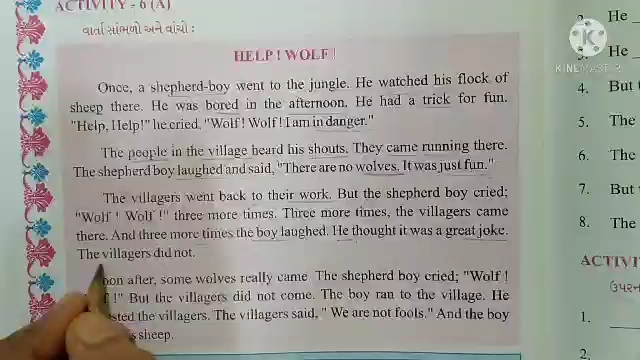 ACTIVITY - 6 (A)
વાર્તા સાંભળો અને વાંચો :
HELP ! WOLF !
Once, a shepherd-boy went to the jungle. He watched his flock of
sheep there. He was bored in the afternoon. He had a trick for fun.
"Help, Help!" he cried, "Wolf! Wolf! I am in danger."
The people in the village heard his shouts. They came running there.
The shepherd boy laughed and said, "There are no wolves. It was just fun."
The villagers went back to their work. But the shepherd boy cried;
"Wolf ! Wolf !" three more times. Three more times, the villagers came
there. And three more times the boy laughed. He thought it was a great joke.
The villagers did not.
after, some wolves really came The shepherd boy cried; "Wolf !
!" But the villagers did not come. The boy ran to the village. He
the villagers. The villagers said, " We are not fools." And the boy
sheep.
He
3. He
4. But t
5. The
6. The
7. But
8. The
ACTIVI
ઉપરન
1.
2.
KINEMASTER